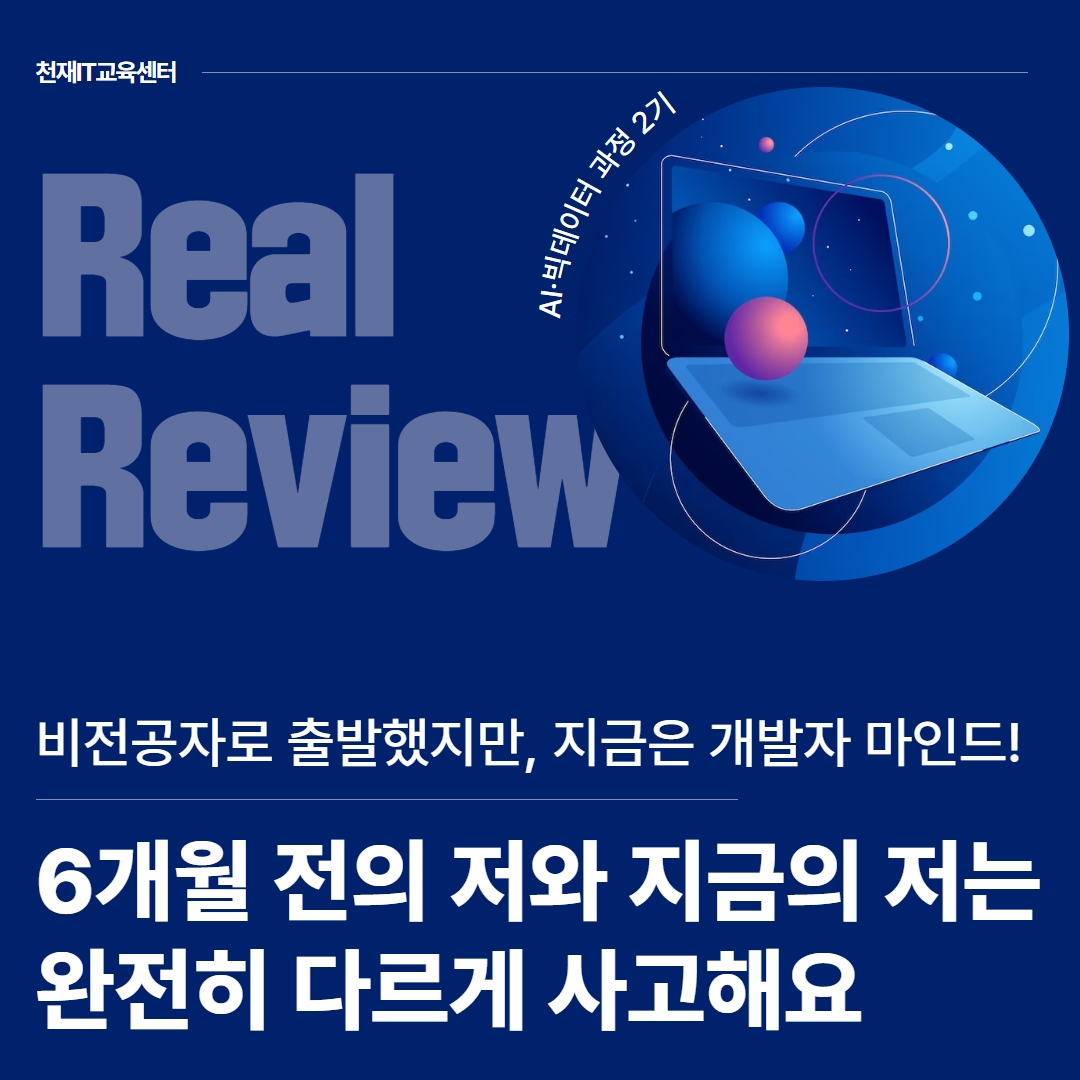 천재IT교육센터
AI·빅데이터 과정 2기
Real
Review
비전공자로 출발했지만, 지금은 개발자 마인드!
6개월 전의 저와 지금의 저는
완전히 다르게 사고해요